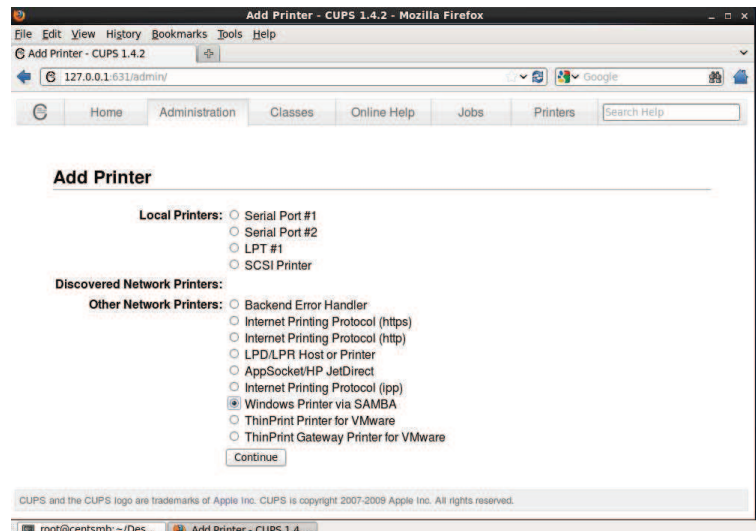 Add Printer - CUPS 1.4.2 - Mozilla Firefox
File Edit View History Bookmarks Tools Help
Add Printer - CUPS 1.4.2
127.0.0.1:631/admin/
Google
Home Administration Classes Online Help Jobs Printers Search Help
Add Printer
Local Printers: Serial Port #1
Serial Port #2
LPT #1
SCSI Printer
Discovered Network Printers:
Other Network Printers: Backend Error Handler
Internet Printing Protocol (https)
Internet Printing Protocol (http)
LPD/LPR Host or Printer
AppSocket/HP JetDirect
Internet Printing Protocol (ipp)
Windows Printer via SAMBA
ThinPrint Printer for VMware
ThinPrint Gateway Printer for VMware
Continue
CUPS and the CUPS logo are trademarks of Apple Inc. CUPS is copyright 2007-2009 Apple Inc. All rights reserved.
root@centsmb:~/Des... Add Printer - CUPS 1.4...